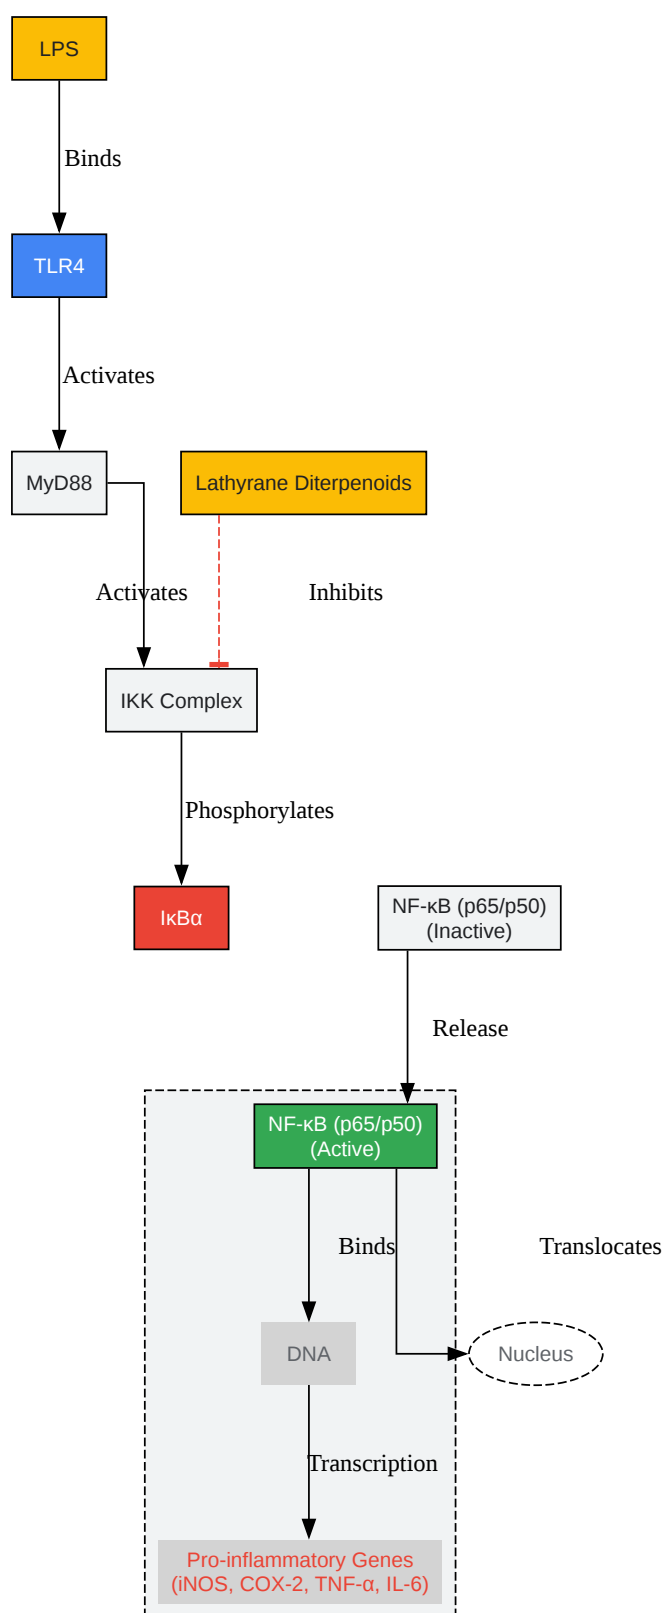 LPS
Binds
TLR4
Activates
MyD88
Lathyrane Diterpenoids
Activates
Inhibits
IKK Complex
Phosphorylates
IκBα
NF-κB (p65/p50)
(Inactive)
Release
NF-κB (p65/p50)
(Active)
Binds
Translocates
DNA
Nucleus
Transcription
Pro-inflammatory Genes
(iNOS, COX-2, TNF-α, IL-6)